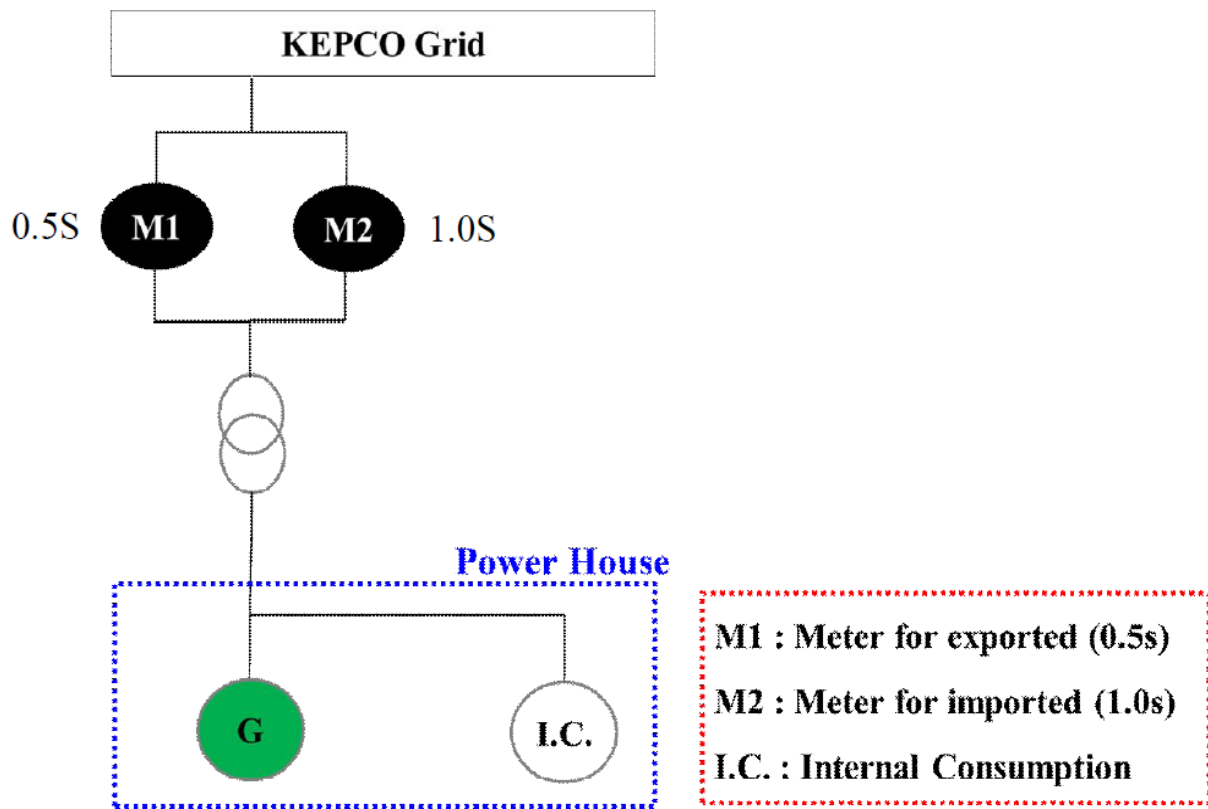 KEPCO Grid
0.5S
M1
M2
1.0S
Power House
G
I.C.
M1 : Meter for exported (0.5s)
M2 : Meter for imported (1.0s)
I.C. : Internal Consumption